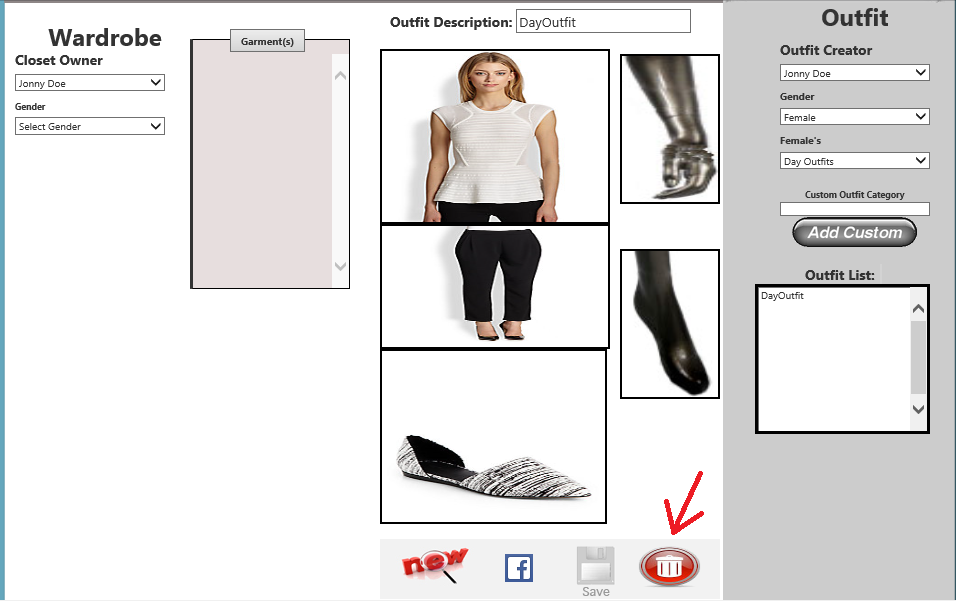 Wardrobe
Closet Owner
Jonny Doe
Gender
Select Gender
Garment(s)
Outfit Description: DayOutfit
new
f
Save
Outfit
Outfit Creator
Jonny Doe
Gender
Female
Female's
Day Outfits
Custom Outfit Category
Add Custom
Outfit List:
DayOutfit